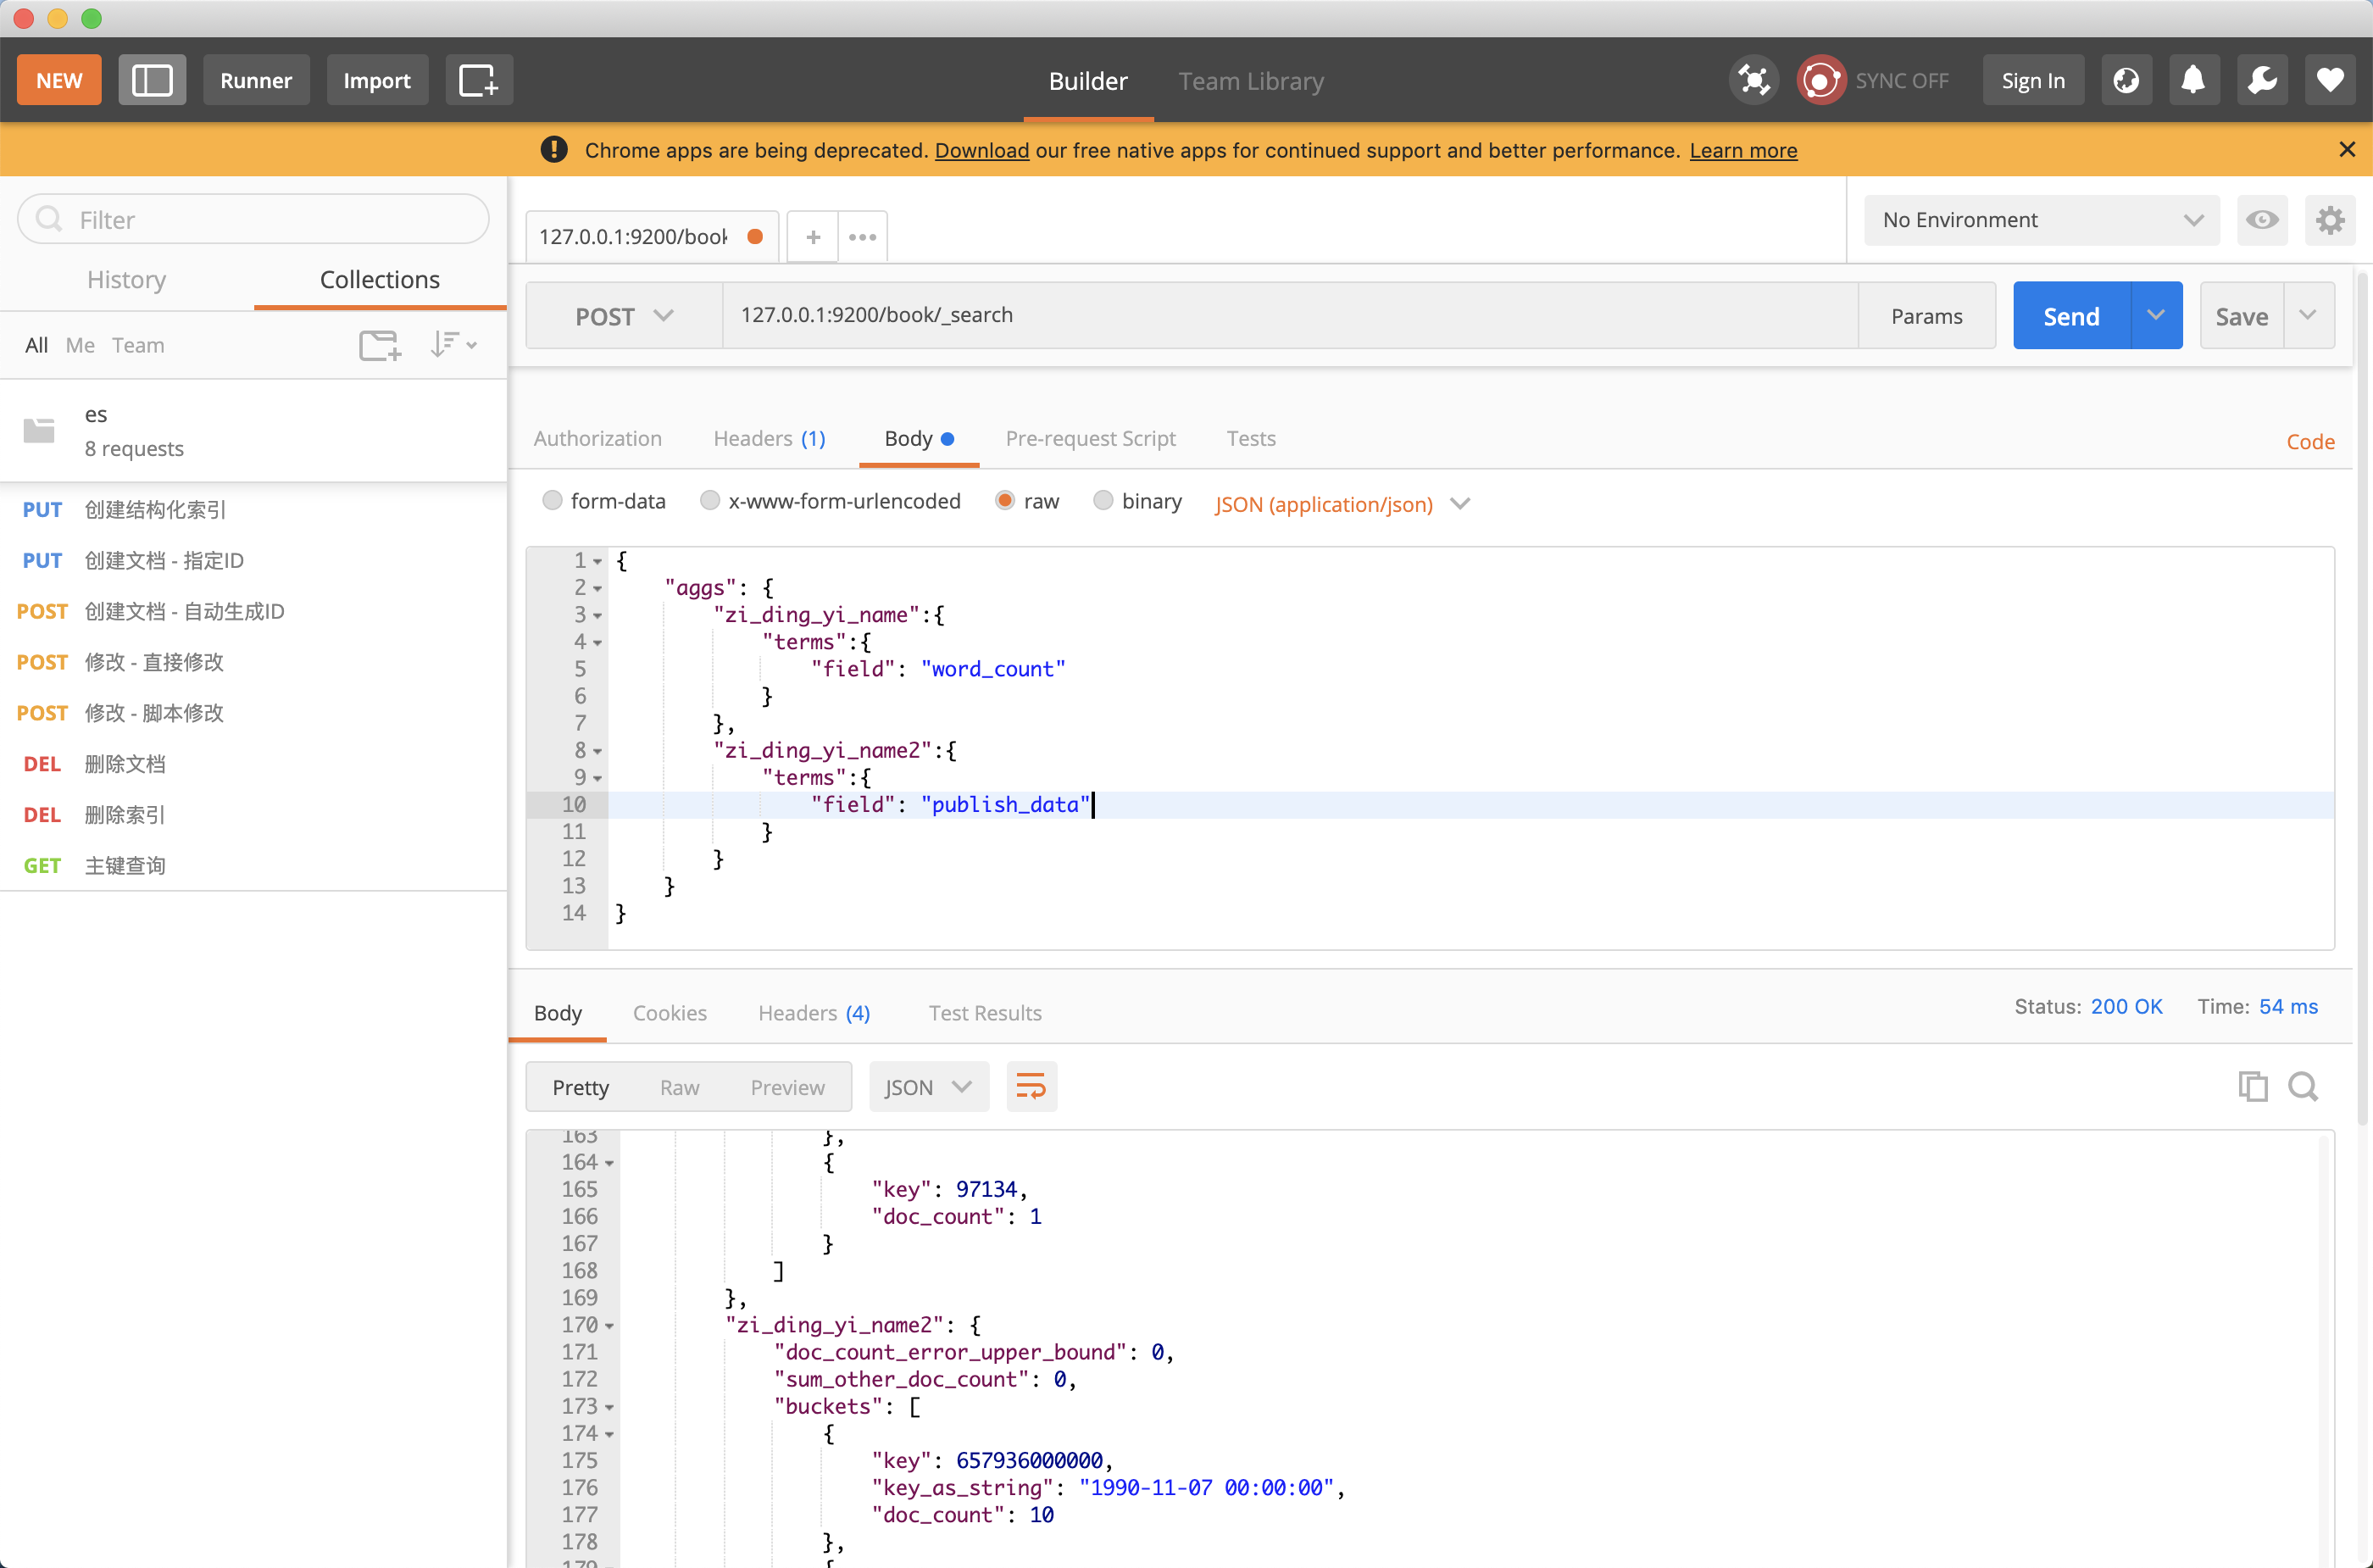 NEW
Runner
Import
Builder
Team Library
SYNC OFF
Sign In
Chrome apps are being deprecated. Download our free native apps for continued support and better performance. Learn more
Filter
History
Collections
All Me Team
es
8 requests
PUT 创建结构化索引
PUT 创建文档 - 指定ID
POST 创建文档 - 自动生成ID
POST 修改 - 直接修改
POST 修改 - 脚本修改
DEL 删除文档
DEL 删除索引
GET 主键查询
127.0.0.1:9200/book
No Environment
POST
127.0.0.1:9200/book/_search
Params
Send
Save
Authorization
Headers (1)
Body
Pre-request Script
Tests
Code
form-data
x-www-form-urlencoded
raw
binary
JSON (application/json)
1 {
2 "aggs": {
3 "zi_ding_yi_name":{
4 "terms":{
5 "field": "word_count"
6 }
7 },
8 "zi_ding_yi_name2":{
9 "terms":{
10 "field": "publish_data"
11 }
12 }
13 }
14 }
Body
Cookies
Headers (4)
Test Results
Status: 200 OK
Time: 54 ms
Pretty
Raw
Preview
JSON
163 },
164 {
165 "key": 97134,
166 "doc_count": 1
167 }
168 ]
169 },
170 "zi_ding_yi_name2": {
171 "doc_count_error_upper_bound": 0,
172 "sum_other_doc_count": 0,
173 "buckets": [
174 {
175 "key": 657936000000,
176 "key_as_string": "1990-11-07 00:00:00",
177 "doc_count": 10
178 },
179 {